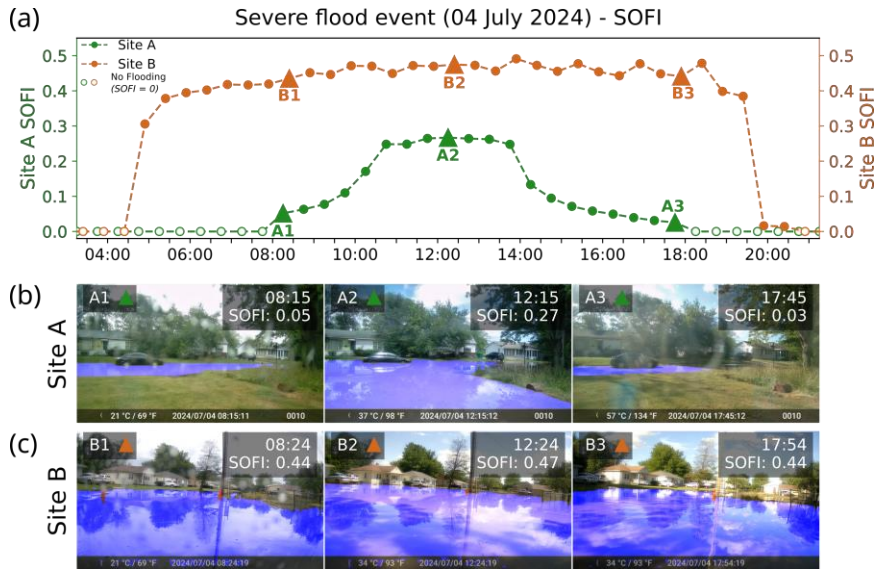 (a)
Severe flood event (04 July 2024) - SOFI
Site A
Site B
No Flooding
(SOFI = 0)
Site A SOFI
0.5
0.4
0.3
0.2
0.1
0.0
B1
B2
B3
A1
A2
A3
0.5
0.4
0.3
0.2
0.1
0.0
Site B SOFI
04:00 06:00 08:00 10:00 12:00 14:00 16:00 18:00 20:00
(b)
Site A
A1 08:15
SOFI: 0.05
21 °C / 69 °F 2024/07/04 08:15:11 0010
A2 12:15
SOFI: 0.27
37 °C / 98 °F 2024/07/04 12:15:12 0010
A3 17:45
SOFI: 0.03
57 °C / 134 °F 2024/07/04 17:45:12 0010
(c)
Site B
B1 08:24
SOFI: 0.44
21 °C / 69 °F 2024/07/04 08:24:19
B2 12:24
SOFI: 0.47
34 °C / 93 °F 2024/07/04 12:24:19
B3 17:54
SOFI: 0.44
34 °C / 93 °F 2024/07/04 17:54:19